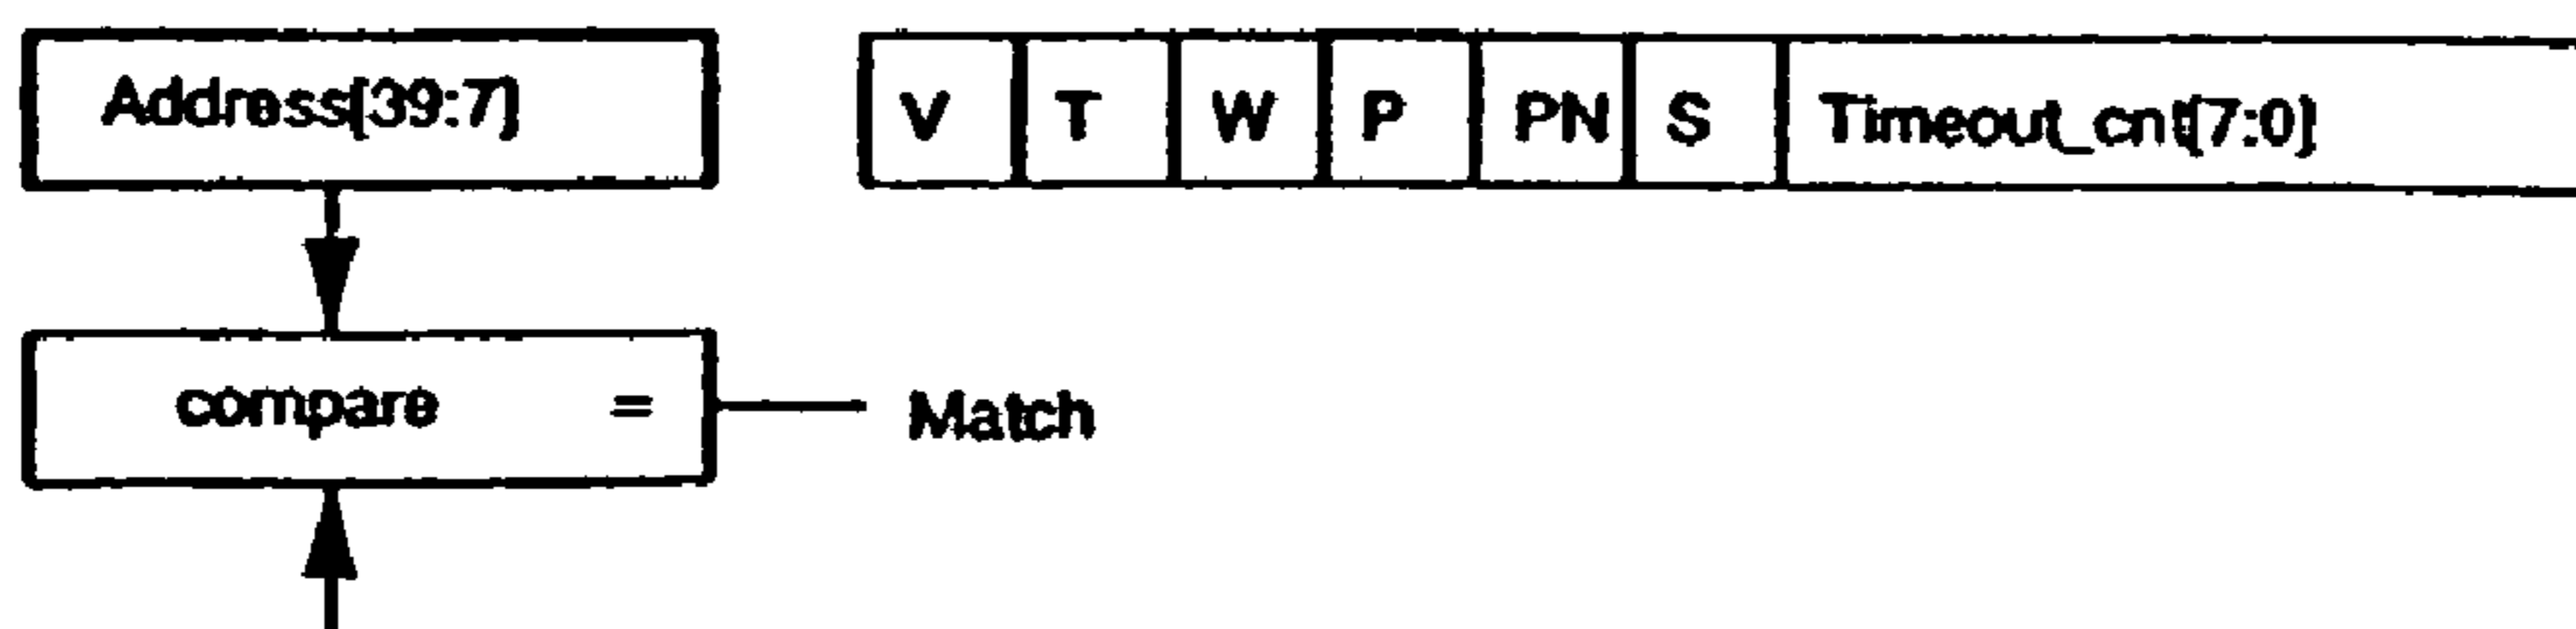 Address[39:7] V T W P PN S Timeout_cnt[7:0]
compare = Match